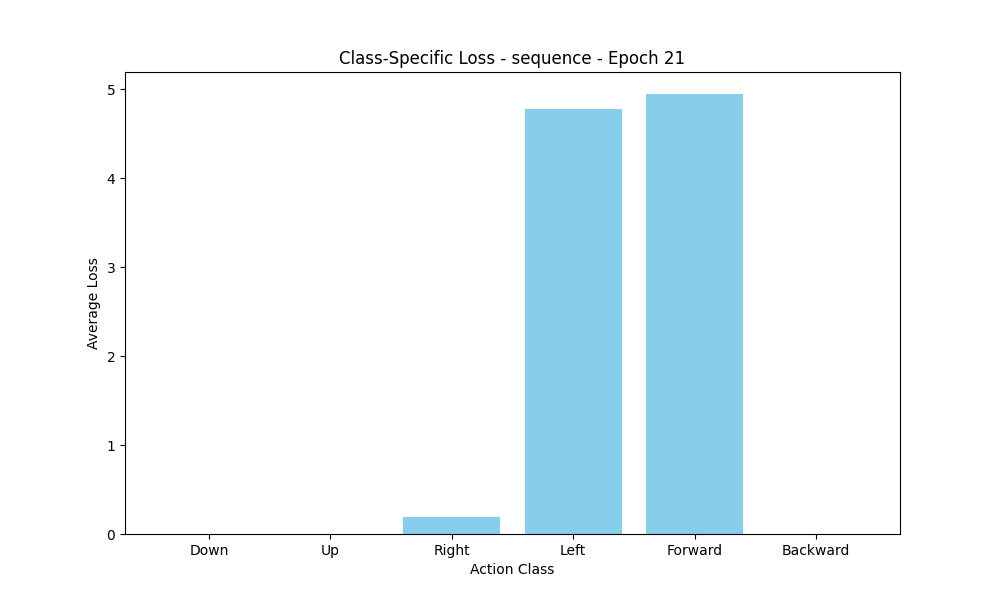 Class-Specific Loss - sequence - Epoch 21
5
4
3
2
1
0
Average Loss
Down Up Right Left Forward Backward
Action Class